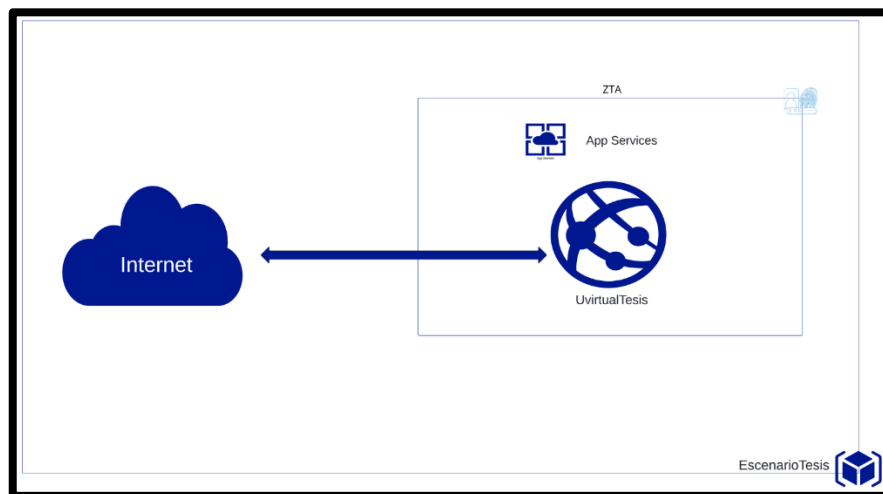 ZTA
App Services
Internet
UvirtualTesis
EscenarioTesis